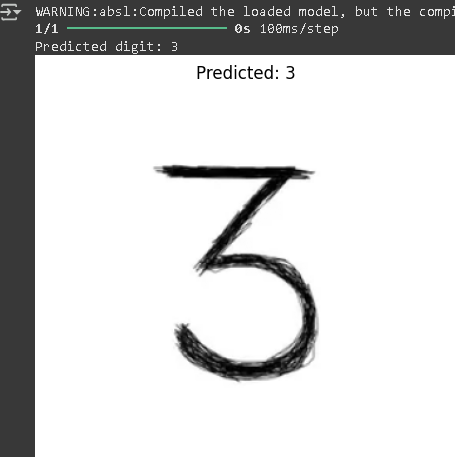 WARNING:absl:Compiled the loaded model, but the compi
1/1 0s 100ms/step
Predicted digit: 3
Predicted: 3
3